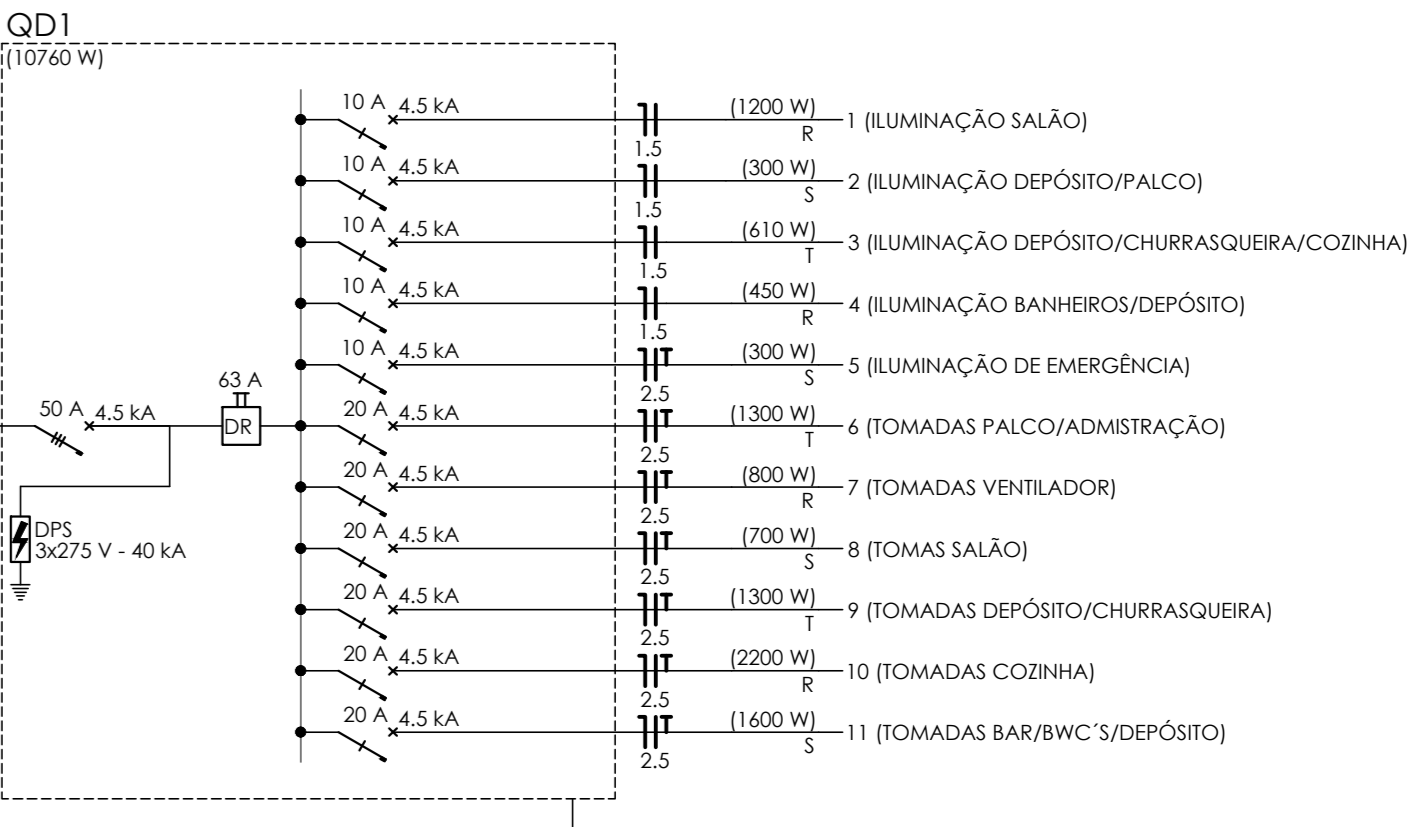 QD1
(10760 W)
10 A 4.5 kA 1.5 (1200 W) R 1 (ILUMINAÇÃO SALÃO)
10 A 4.5 kA 1.5 (300 W) S 2 (ILUMINAÇÃO DEPÓSITO/PALCO)
10 A 4.5 kA 1.5 (610 W) T 3 (ILUMINAÇÃO DEPÓSITO/CHURRASQUEIRA/COZINHA)
10 A 4.5 kA 1.5 (450 W) R 4 (ILUMINAÇÃO BANHEIROS/DEPÓSITO)
10 A 4.5 kA 2.5 (300 W) S 5 (ILUMINAÇÃO DE EMERGÊNCIA)
50 A 4.5 kA
63 A
DR
20 A 4.5 kA 2.5 (1300 W) T 6 (TOMADAS PALCO/ADMISTRAÇÃO)
20 A 4.5 kA 2.5 (800 W) R 7 (TOMADAS VENTILADOR)
DPS
3x275 V - 40 kA
20 A 4.5 kA 2.5 (700 W) S 8 (TOMAS SALÃO)
20 A 4.5 kA 2.5 (1300 W) T 9 (TOMADAS DEPÓSITO/CHURRASQUEIRA)
20 A 4.5 kA 2.5 (2200 W) R 10 (TOMADAS COZINHA)
20 A 4.5 kA 2.5 (1600 W) S 11 (TOMADAS BAR/BWC´S/DEPÓSITO)